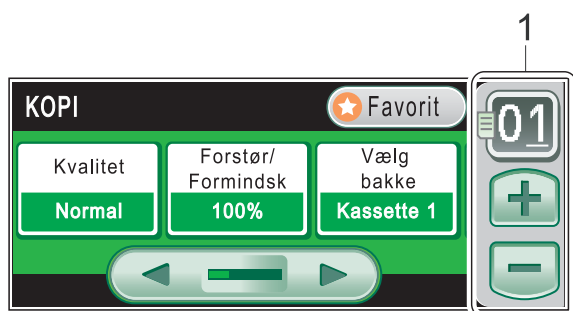 1
KOPI
Favorit
01
Kvalitet
Normal
Forstør/
Formindsk
100%
Vælg
bakke
Kassette 1
+
−